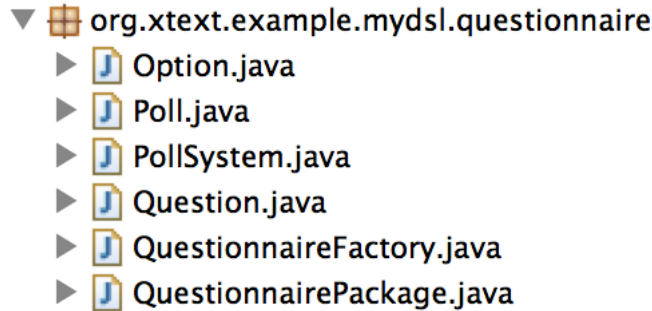 org.xtext.example.mydsl.questionnaire
Option.java
Poll.java
PollSystem.java
Question.java
QuestionnaireFactory.java
QuestionnairePackage.java